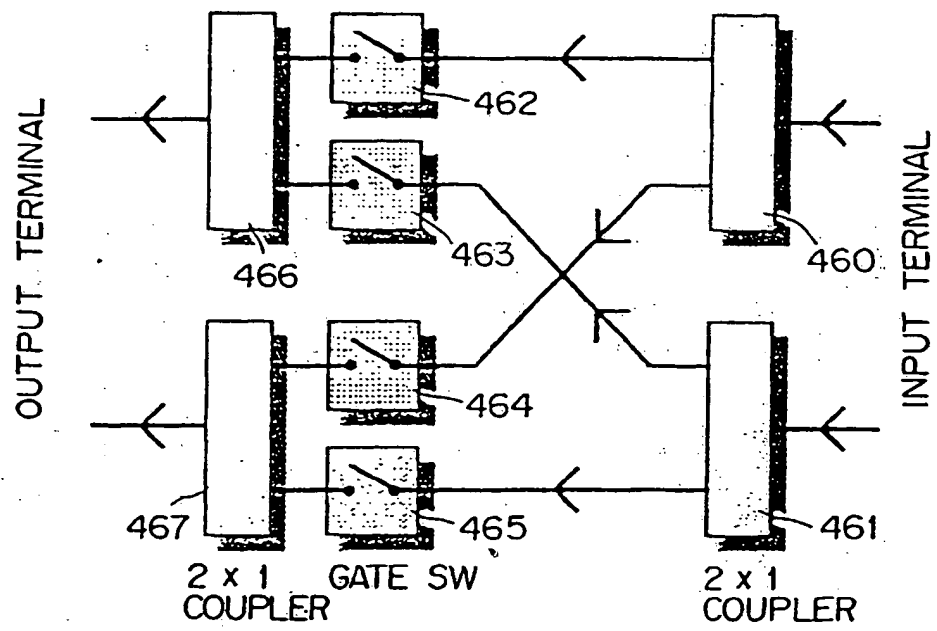 OUTPUT TERMINAL
INPUT TERMINAL
462
463
460
466
464
465
467
461
2 x 1
COUPLER
GATE SW
2 x 1
COUPLER